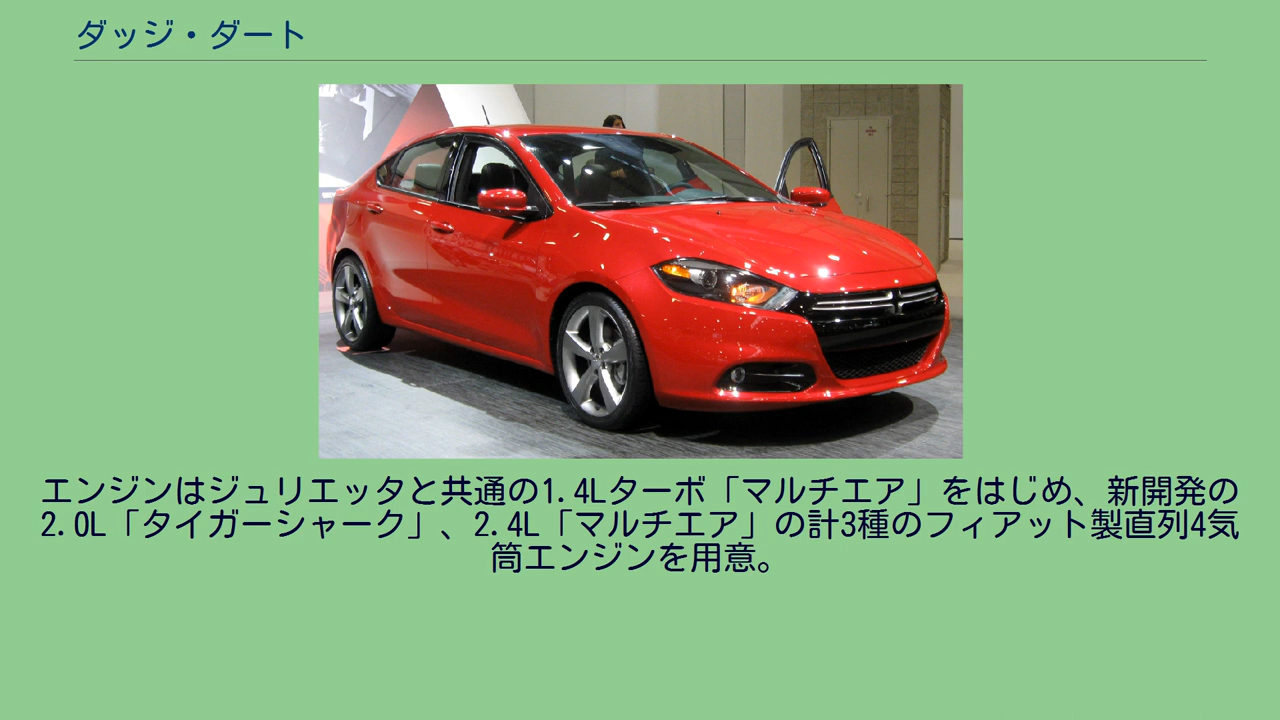 ダッジ・ダート
エンジンはジュリエッタと共通の1.4Lターボ「マルチエア」をはじめ、新開発の
2.0L「タイガーシャーク」、2.4L「マルチエア」の計3種のフィアット製直列4気
筒エンジンを用意。